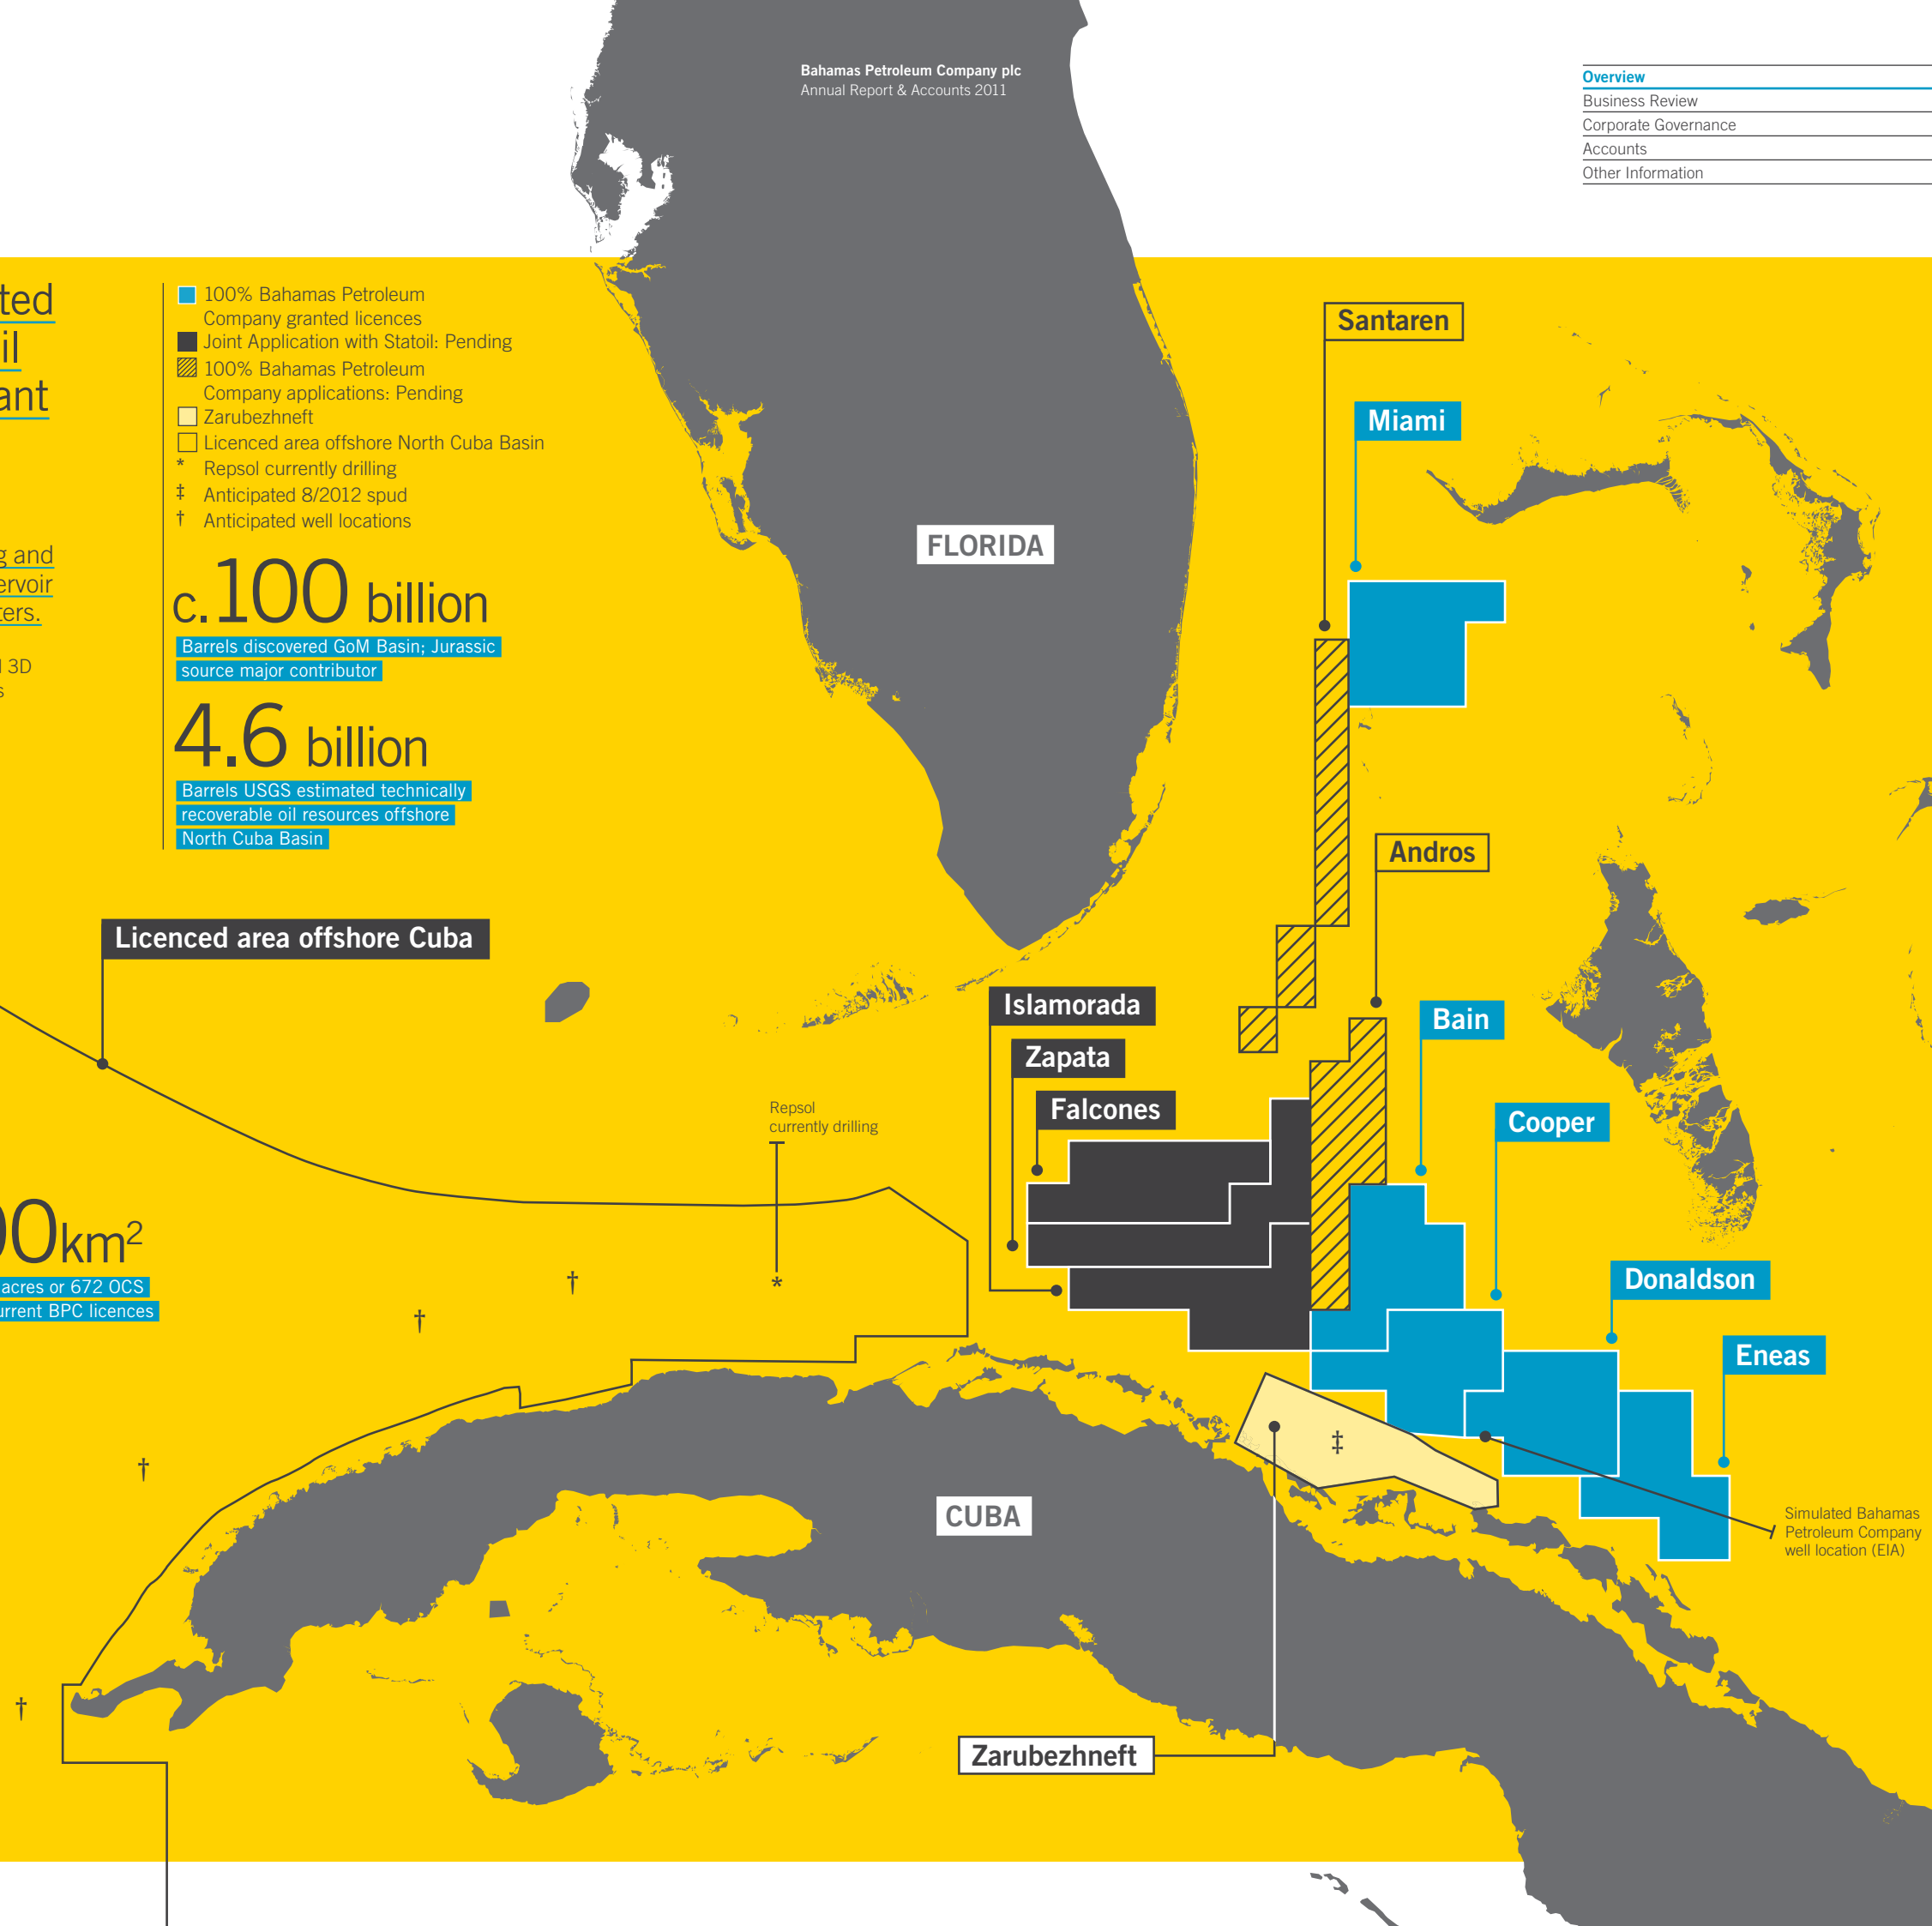 Bahamas Petroleum Company plc
Annual Report & Accounts 2011
Overview
Business Review
Corporate Governance
Accounts
Other Information
ant
100% Bahamas Petroleum
Company granted licences
Joint Application with Statoil: Pending
100% Bahamas Petroleum
Company applications: Pending
Zarubezhneft
Licenced area offshore North Cuba Basin
* Repsol currently drilling
‡ Anticipated 8/2012 spud
† Anticipated well locations
and
3D
c.100 billion
Barrels discovered GoM Basin; Jurassic
source major contributor
4.6 billion
Barrels USGS estimated technically
recoverable oil resources offshore
North Cuba Basin
Santaren
Miami
FLORIDA
Andros
Licenced area offshore Cuba
Islamorada
Bain
Zapata
Falcones
Cooper
Repsol
currently drilling
km²
acres or 672 OCS
BPC licences
†
*
†
Donaldson
Eneas
‡
†
CUBA
Simulated Bahamas
Petroleum Company
well location (EIA)
†
Zarubezhneft